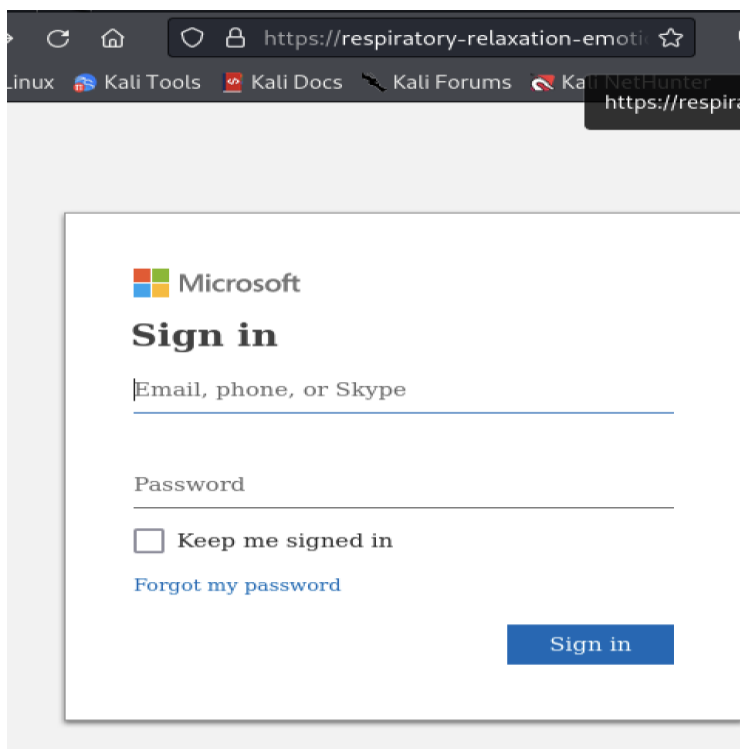 https://respiratory-relaxation-emoti
Linux Kali Tools Kali Docs Kali Forums Kali NetHunter
https://respira
Microsoft
Sign in
Email, phone, or Skype
Password
Keep me signed in
Forgot my password
Sign in